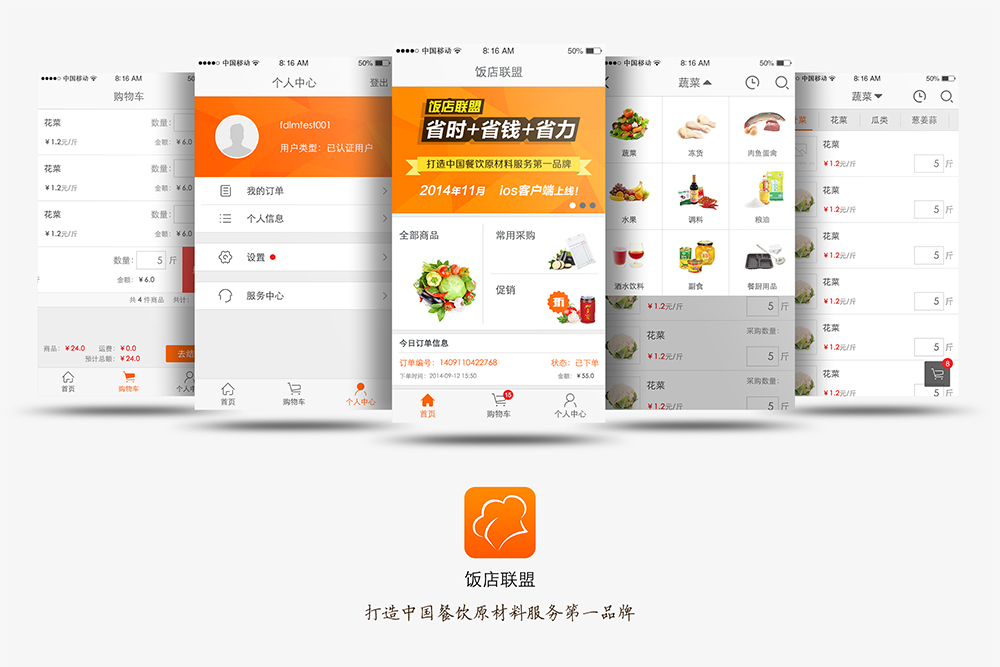 ●●●●○ 中国移动 8:16 AM 50
购物车
花菜 数量:
¥1.2元/斤 金额: ¥6.0
花菜 数量:
¥1.2元/斤 金额: ¥6.0
花菜 数量:
¥1.2元/斤 金额: ¥6.0
数量: 5 斤
金额: ¥6.0
共4件商品 共计:
商品: ¥24.0 运费: ¥0.0
预计总额: ¥24.0
去结
首页 购物车 个人中
●●●●○ 中国移动 8:16 AM 50%
个人中心 登出
fdlmtest001
用户类型: 已认证用户
我的订单
个人信息
设置
服务中心
首页 购物车 个人中心
●●●●○ 中国移动 8:16 AM 50%
饭店联盟
饭店联盟
省时+省钱+省力
打造中国餐饮原材料服务第一品牌
2014年11月 ios客户端上线!
全部商品
常用采购
促销
折
今日订单信息
订单编号: 1409110422768 状态: 已下单
下单时间: 2014-09-12 15:50 金额: ¥55.0
15
首页 购物车 个人中心
中国移动 8:16 AM 50%
蔬菜
蔬菜 冻货 肉鱼蛋禽
水果 调料 粮油
酒水饮料 副食 餐厨用品
¥1.2元/斤 5 斤
花菜 采购数量:
¥1.2元/斤 5 斤
花菜 采购数量:
¥1.2元/斤 5 斤
中国移动 8:16 AM 50%
蔬菜
菜 花菜 瓜类 葱姜蒜
花菜
¥1.2元/斤 5 斤
花菜
¥1.2元/斤 5 斤
花菜
¥1.2元/斤 5 斤
花菜
¥1.2元/斤 5 斤
花菜
¥1.2元/斤 5 斤
花菜
¥1.2元/斤 5 斤
8
饭店联盟
打造中国餐饮原材料服务第一品牌